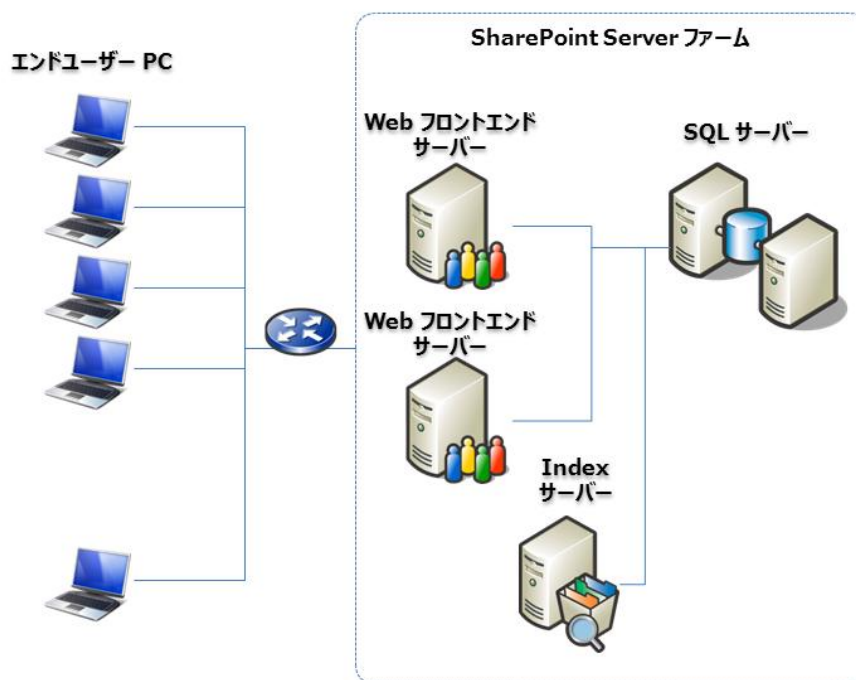 SharePoint Server ファーム
エンドユーザー PC
Web フロントエンド
サーバー
SQL サーバー
Web フロントエンド
サーバー
Index
サーバー